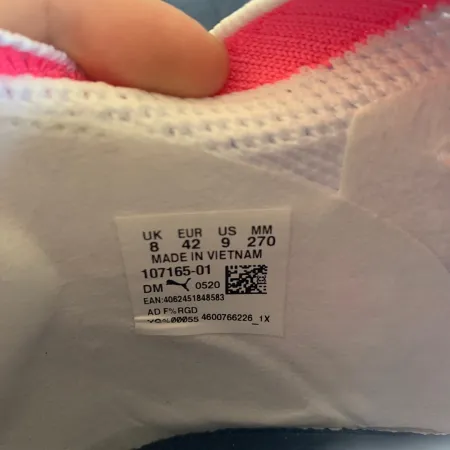 UK EUR US MM
8 42 9 270
MADE IN VIETNAM
107165-01
DM 0520
EAN:4062451848583
AD F%RGD
00055 4600766226_1X